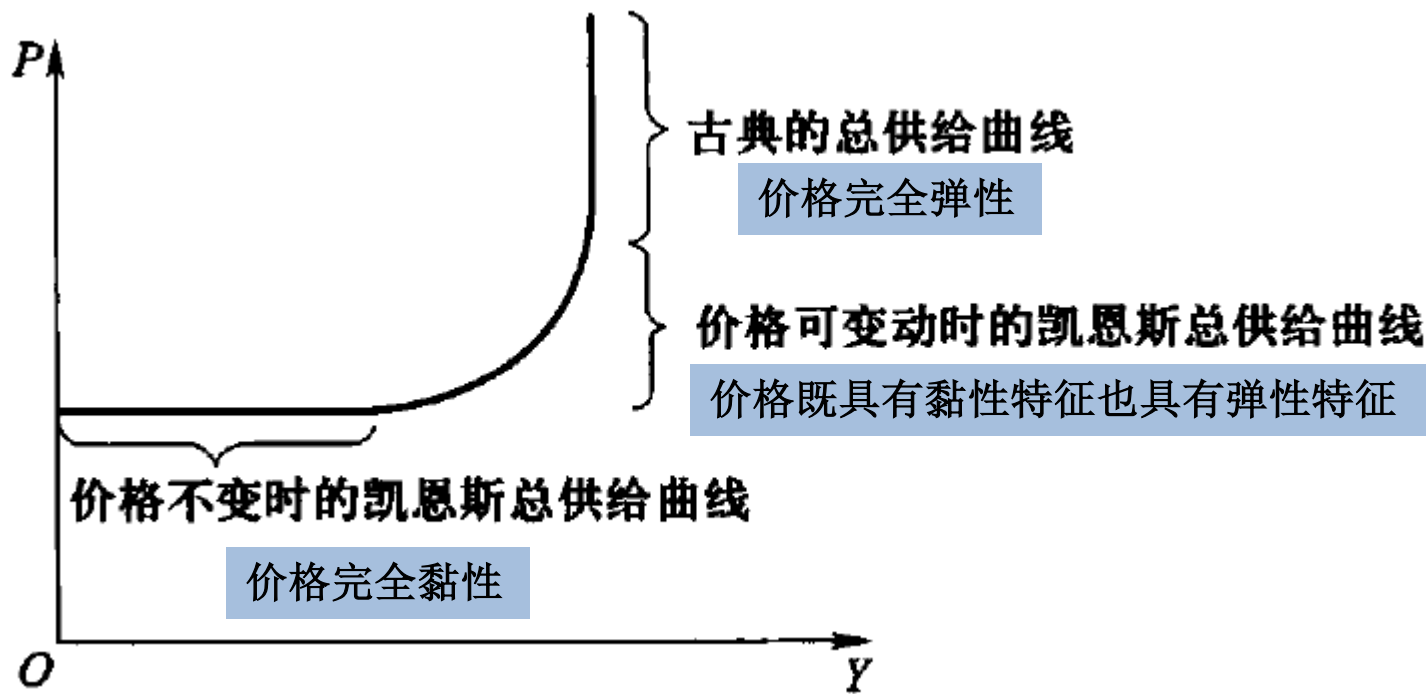 P
古典的总供给曲线
价格完全弹性
价格可变动时的凯恩斯总供给曲线
价格既具有黏性特征也具有弹性特征
价格不变时的凯恩斯总供给曲线
价格完全黏性
O
Y